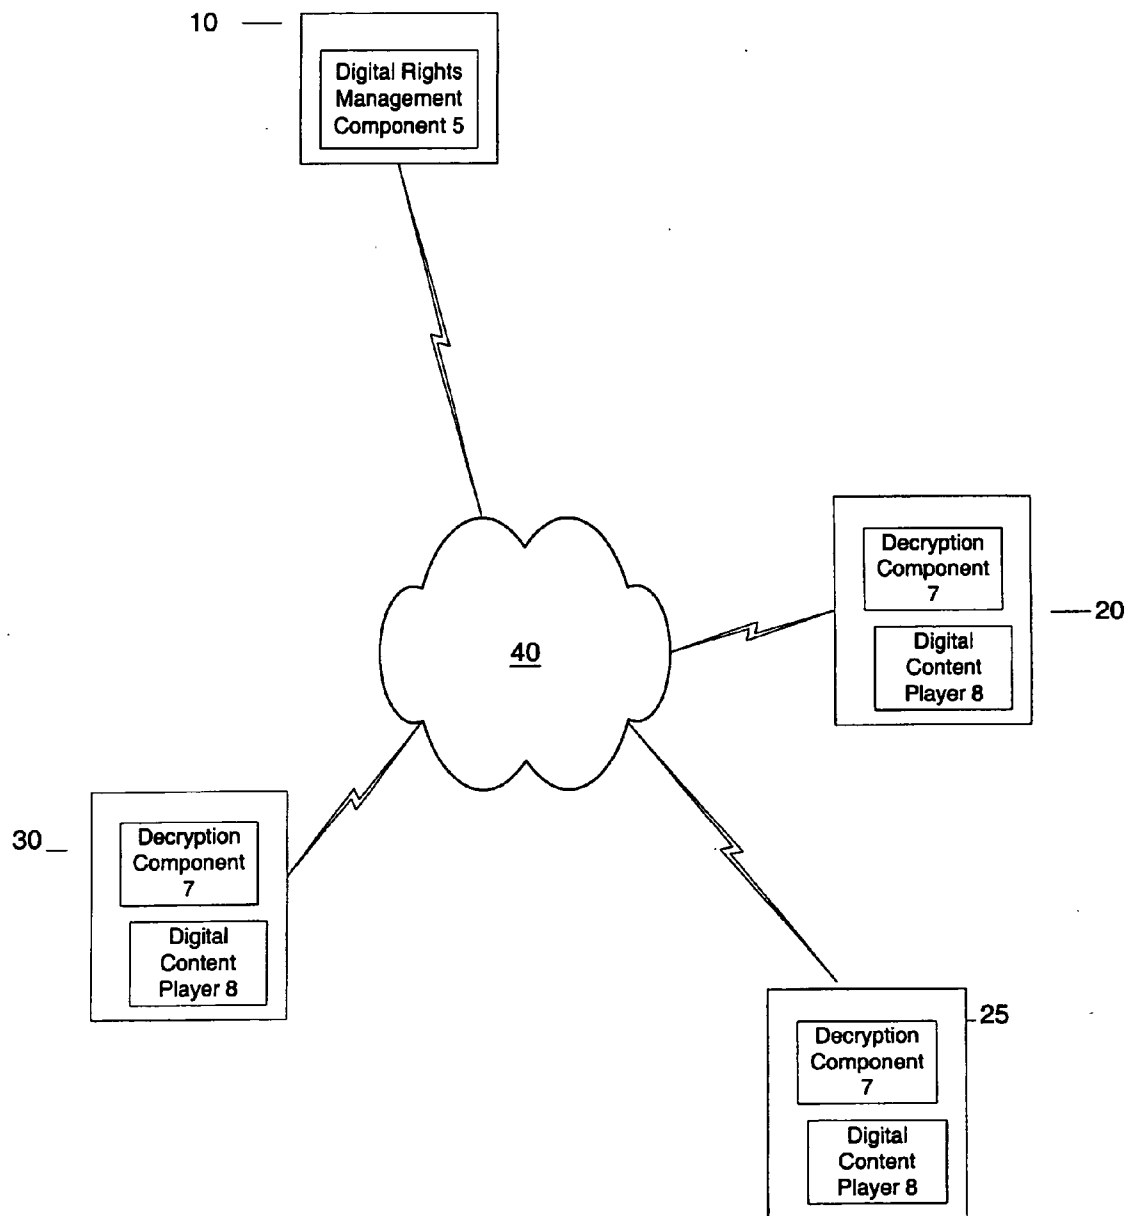 10
Digital Rights
Management
Component 5
Decryption
Component
7
20
Digital
Content
Player 8
40
30
Decryption
Component
7
Digital
Content
Player 8
25
Decryption
Component
7
Digital
Content
Player 8